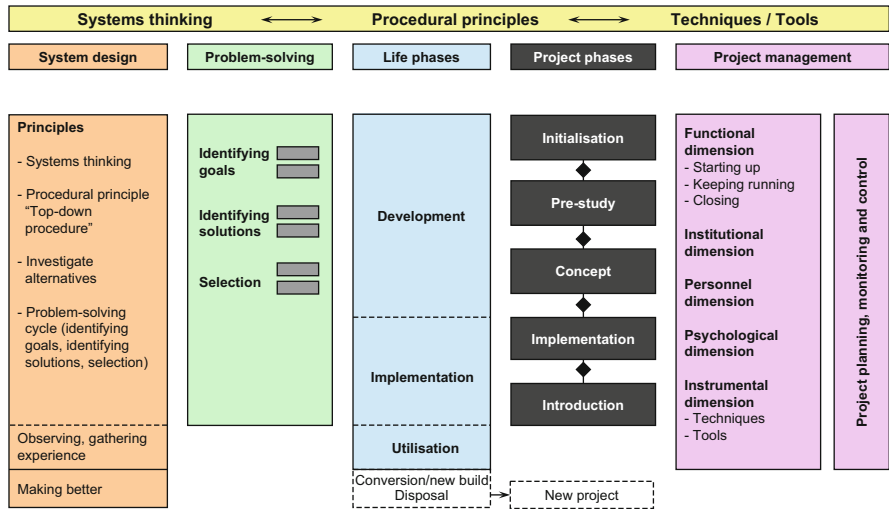 Systems thinking
Procedural principles
Techniques / Tools
System design
Problem-solving
Life phases
Project phases
Project management
Principles
- Systems thinking
- Procedural principle
“Top-down
procedure”
- Investigate
alternatives
- Problem-solving
cycle (identifying
goals, identifying
solutions, selection)
Observing, gathering
experience
Making better
Identifying
goals
Identifying
solutions
Selection
Development
Implementation
Utilisation
Conversion/new build
Disposal
Initialisation
Pre-study
Concept
Implementation
Introduction
New project
Functional
dimension
- Starting up
- Keeping running
- Closing
Institutional
dimension
Personnel
dimension
Psychological
dimension
Instrumental
dimension
- Techniques
- Tools
Project planning, monitoring and control